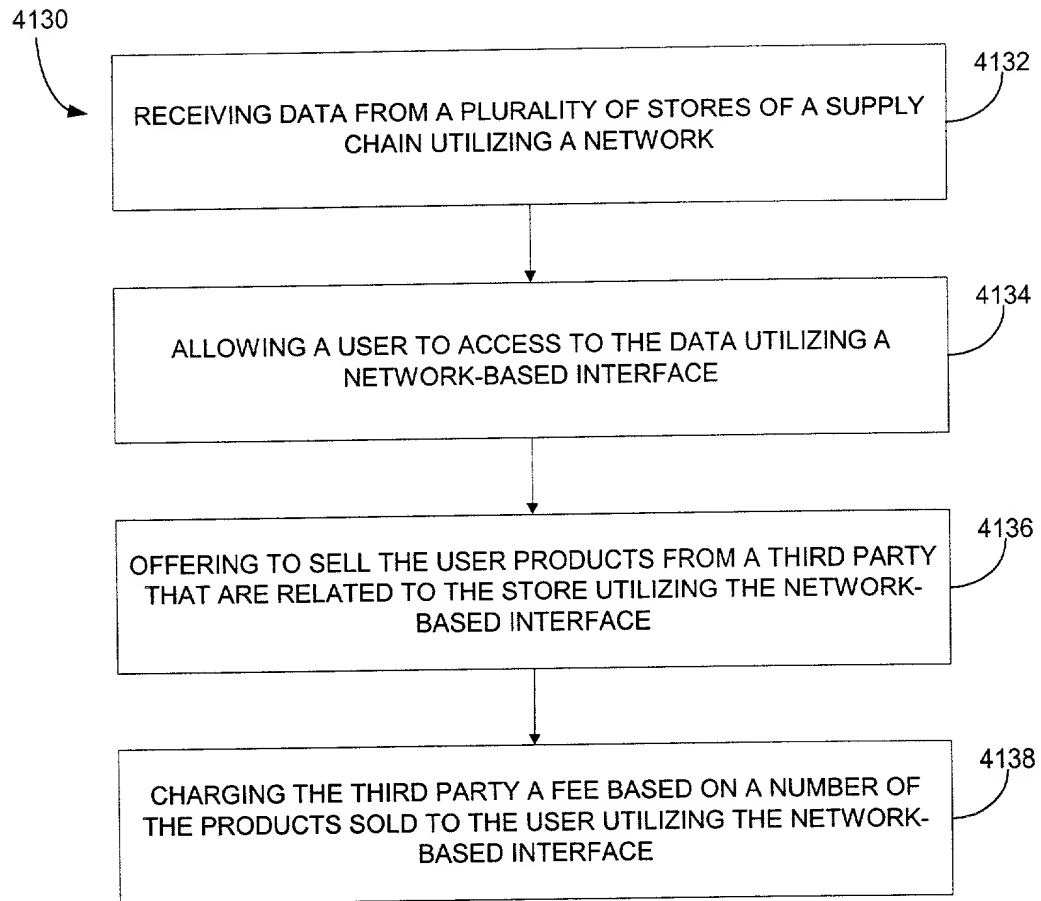 4130
4132
RECEIVING DATA FROM A PLURALITY OF STORES OF A SUPPLY
CHAIN UTILIZING A NETWORK
4134
ALLOWING A USER TO ACCESS TO THE DATA UTILIZING A
NETWORK-BASED INTERFACE
4136
OFFERING TO SELL THE USER PRODUCTS FROM A THIRD PARTY
THAT ARE RELATED TO THE STORE UTILIZING THE NETWORK-
BASED INTERFACE
4138
CHARGING THE THIRD PARTY A FEE BASED ON A NUMBER OF
THE PRODUCTS SOLD TO THE USER UTILIZING THE NETWORK-
BASED INTERFACE